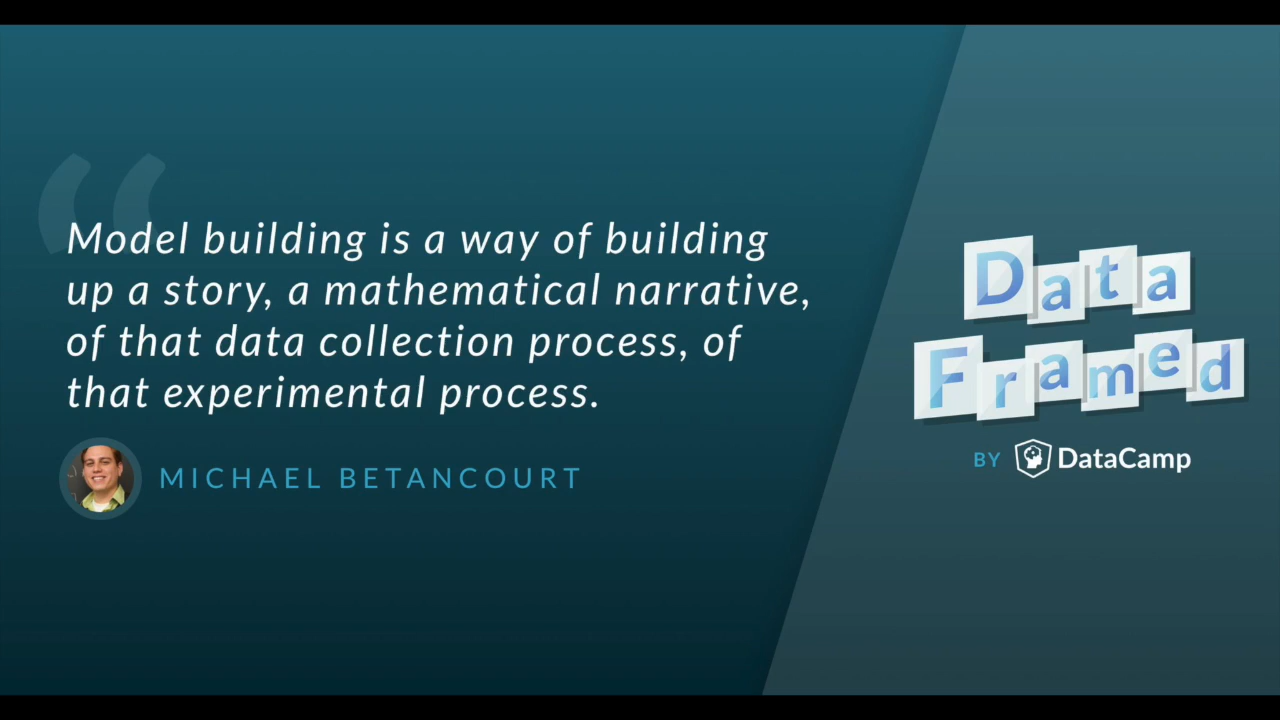 Model building is a way of building
up a story, a mathematical narrative,
of that data collection process, of
that experimental process.
MICHAEL BETANCOURT
Data
Framed
BY DataCamp